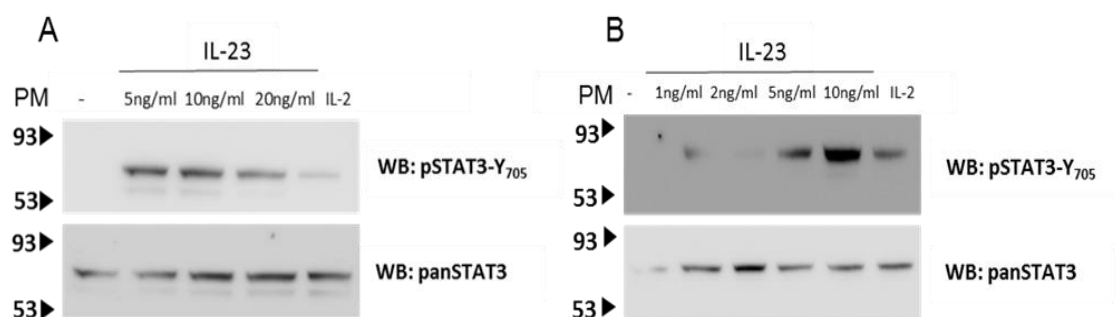 A
IL-23
PM - 5ng/ml 10ng/ml 20ng/ml IL-2
93
53
WB: pSTAT3-Y705
93
53
WB: panSTAT3
B
IL-23
PM - 1ng/ml 2ng/ml 5ng/ml 10ng/ml IL-2
93
53
WB: pSTAT3-Y705
93
53
WB: panSTAT3